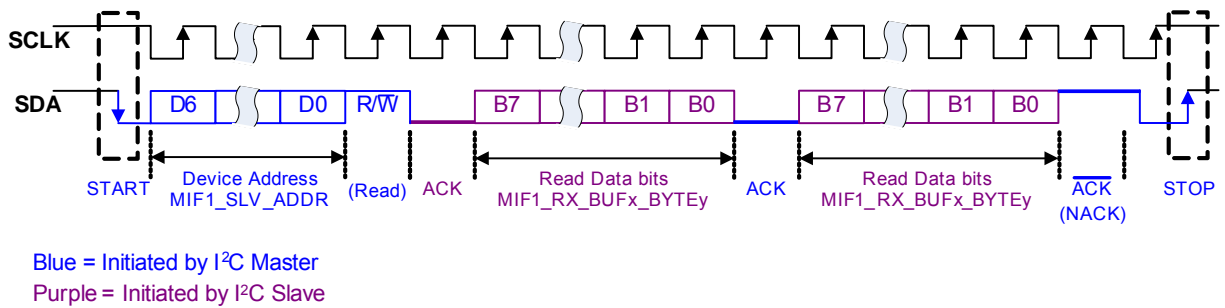 SCLK
SDA
D6 D0 R/W̅ B7 B1 B0 B7 B1 B0
START
Device Address
MIF1_SLV_ADDR
(Read)
ACK
Read Data bits
MIF1_RX_BUFx_BYTEy
ACK
Read Data bits
MIF1_RX_BUFx_BYTEy
A̅C̅K̅
(NACK)
STOP
Blue = Initiated by I²C Master
Purple = Initiated by I²C Slave